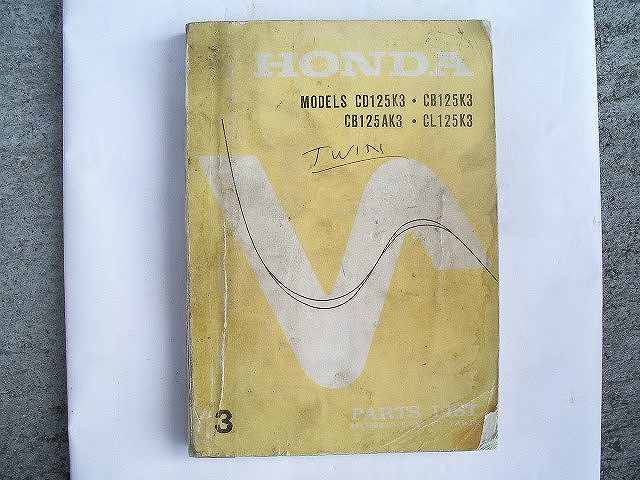 HONDA
MODELS CD125K3 • CB125K3
CB125AK3 • CL125K3
TWIN
3
PARTS LIST